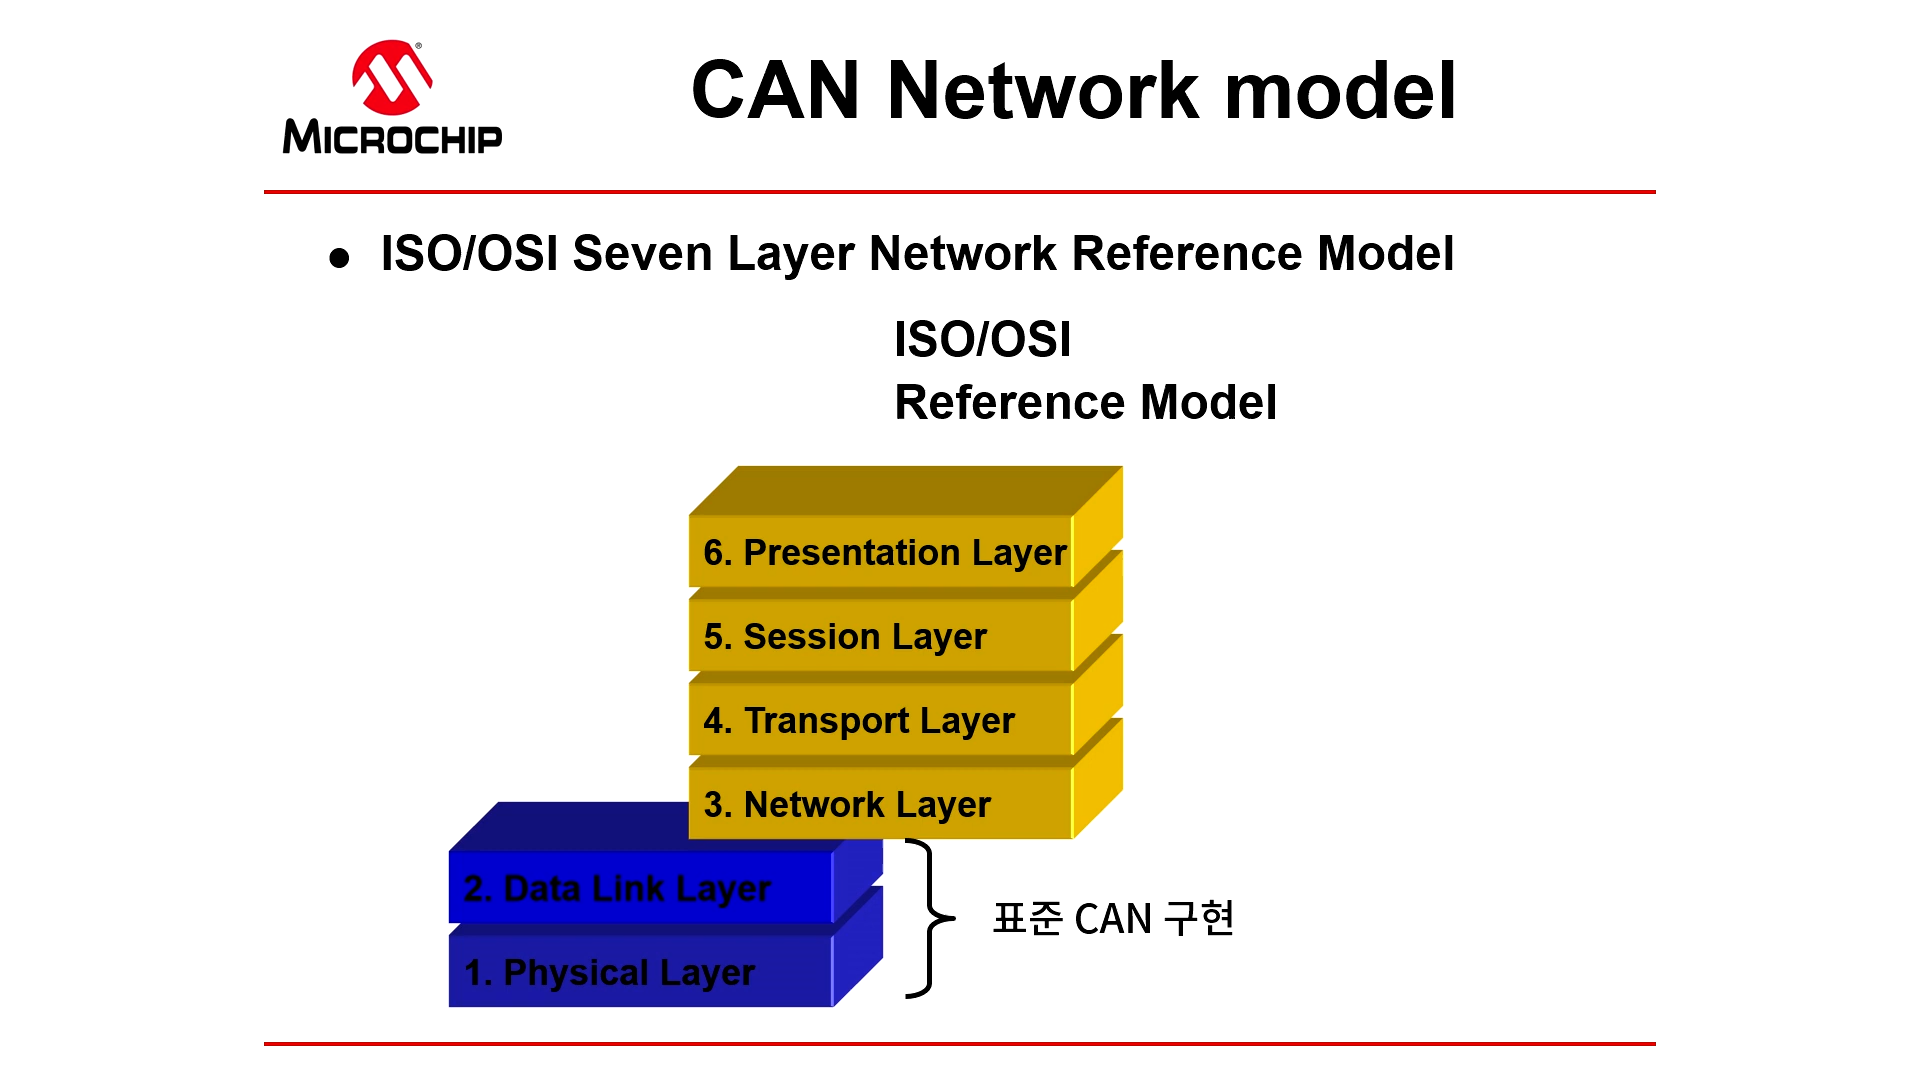 MICROCHIP
CAN Network model
● ISO/OSI Seven Layer Network Reference Model
ISO/OSI
Reference Model
6. Presentation Layer
5. Session Layer
4. Transport Layer
3. Network Layer
2. Data Link Layer
1. Physical Layer
표준 CAN 구현